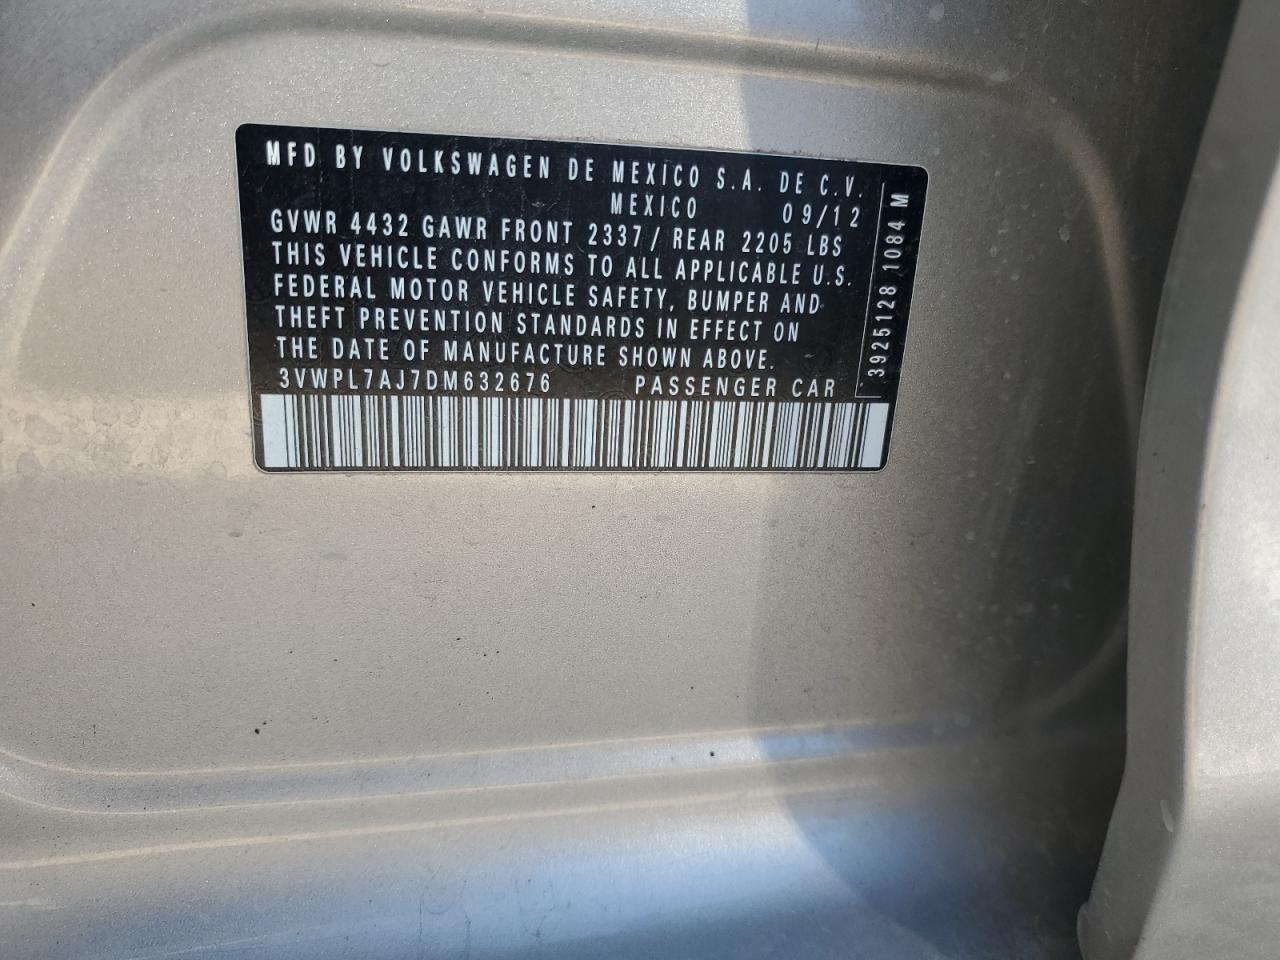 MFD BY VOLKSWAGEN DE MEXICO S.A. DE C.V.
MEXICO 09/12
GVWR 4432 GAWR FRONT 2337/ REAR 2205 LBS
THIS VEHICLE CONFORMS TO ALL APPLICABLE U.S.
FEDERAL MOTOR VEHICLE SAFETY, BUMPER AND
THEFT PREVENTION STANDARDS IN EFFECT ON
THE DATE OF MANUFACTURE SHOWN ABOVE.
3VWPL7AJ7DM632676 PASSENGER CAR
3925128 1084 M